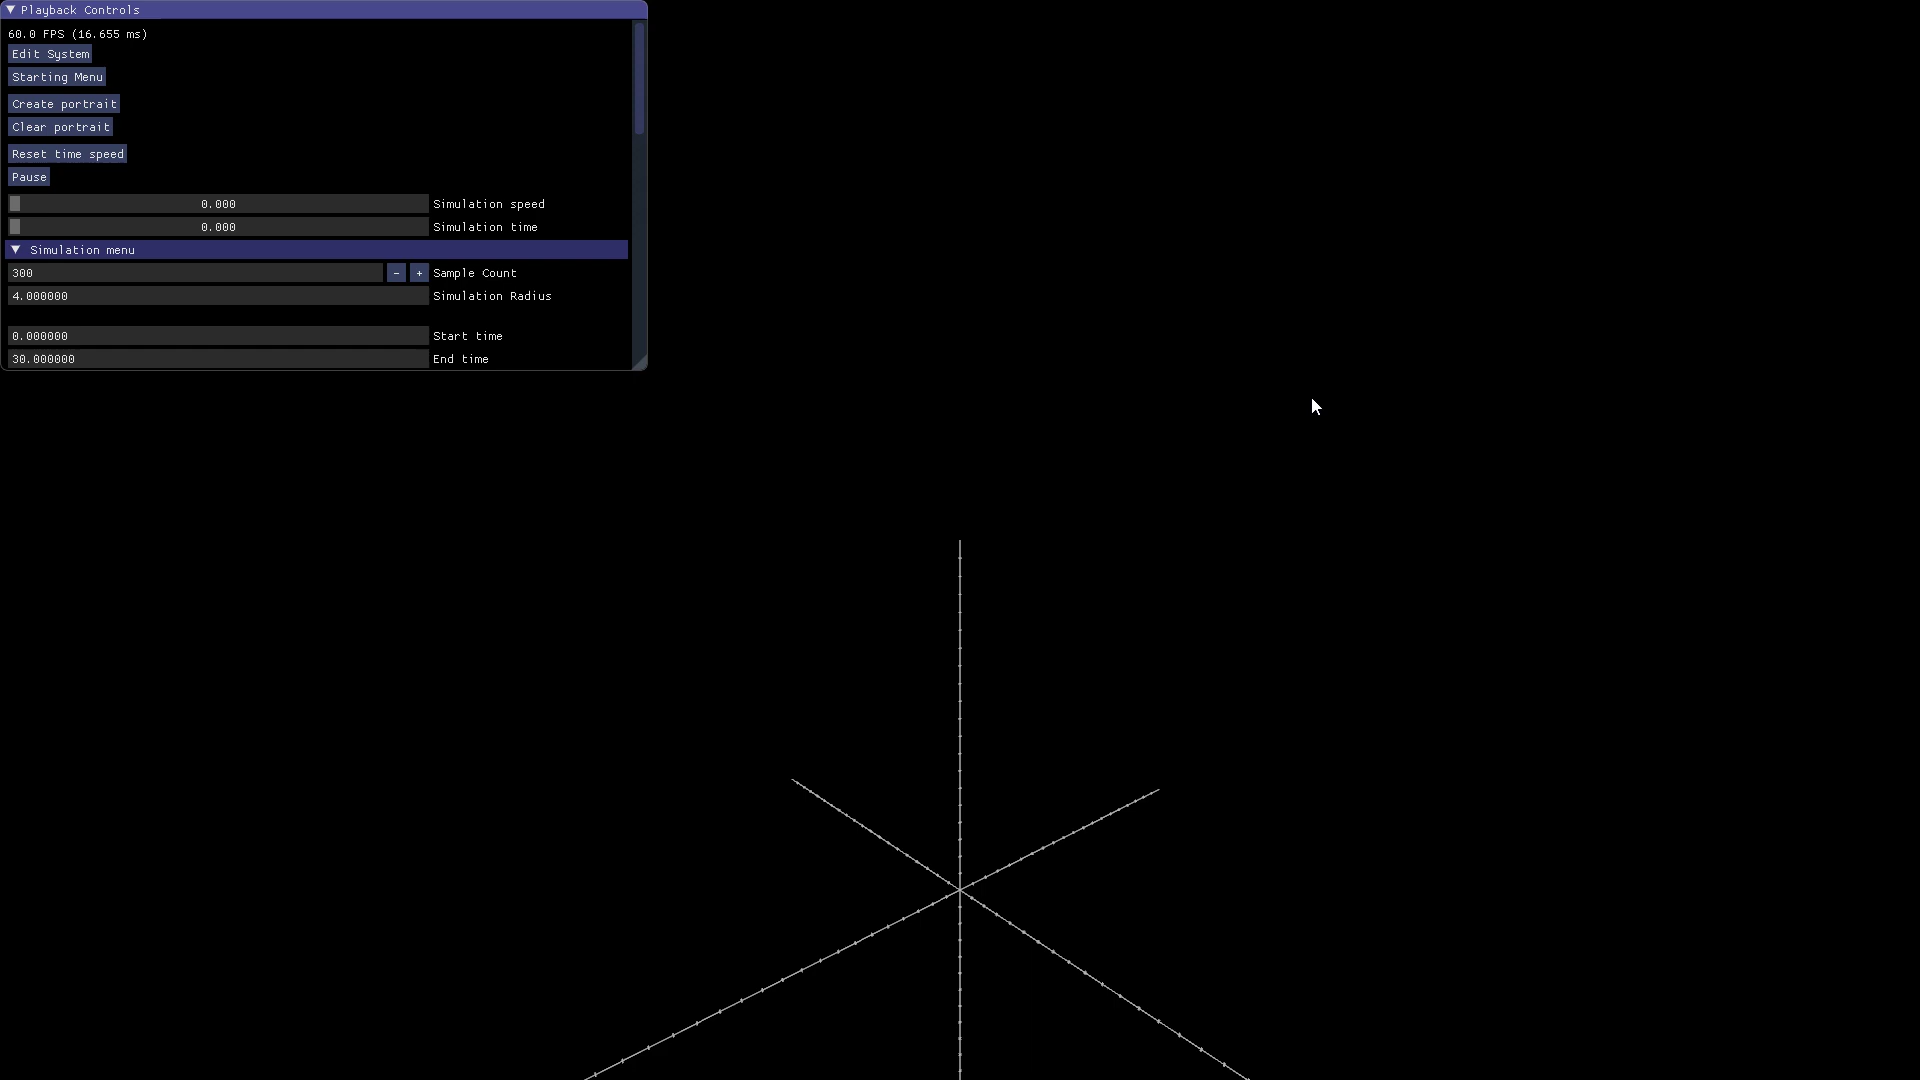 Playback Controls
60.0 FPS (16.655 ms)
Edit System
Starting Menu
Create portrait
Clear portrait
Reset time speed
Pause
0.000 Simulation speed
0.000 Simulation time
Simulation menu
300 - + Sample Count
4.000000 Simulation Radius
0.000000 Start time
30.000000 End time